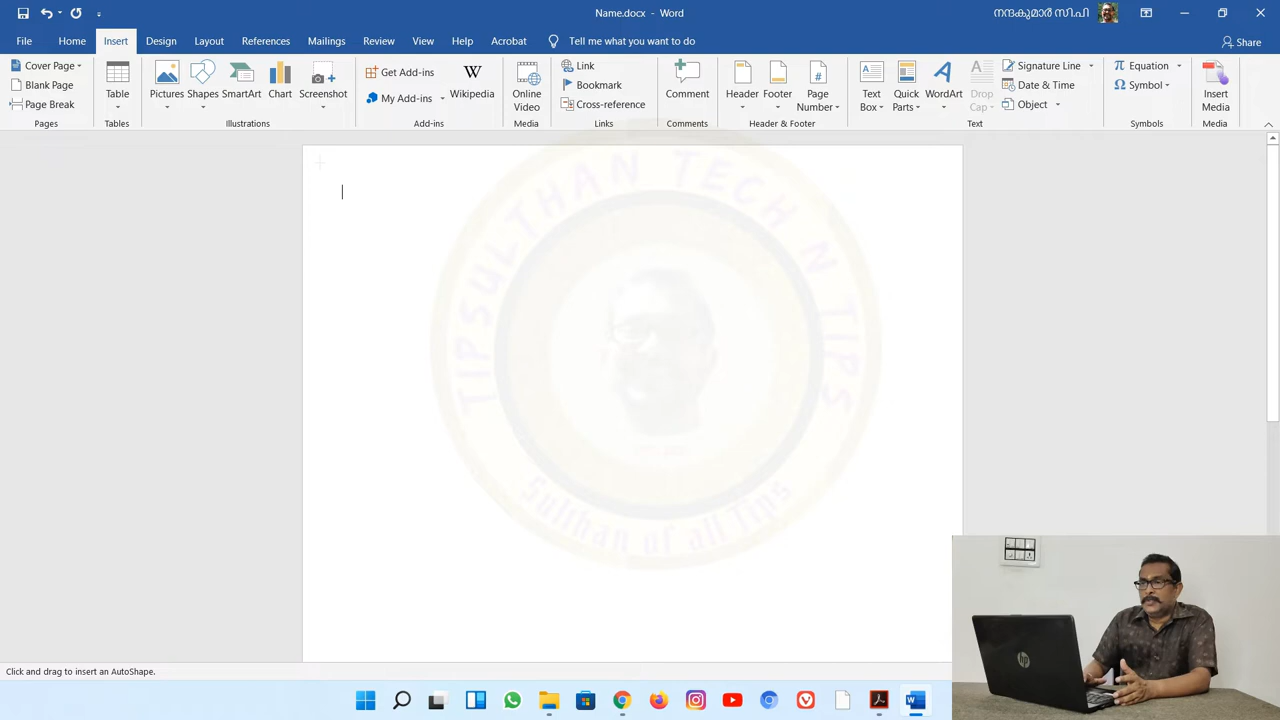 Name.docx - Word
നന്ദകുമാർ സി.പി
File Home Insert Design Layout References Mailings Review View Help Acrobat Tell me what you want to do Share
Cover Page
Blank Page
Page Break
Pages
Table
Tables
Pictures Shapes SmartArt Chart Screenshot
Illustrations
Get Add-ins
My Add-ins
W
Wikipedia
Add-ins
Online Video
Media
Link
Bookmark
Cross-reference
Links
Comment
Comments
Header Footer Page Number
Header & Footer
Text Box Quick Parts WordArt Drop Cap
Signature Line
Date & Time
Object
Text
Equation
Symbol
Symbols
Insert Media
Media
TIPSULTHAN TECH N TIPS
Sulthan of all Tips
Click and drag to insert an AutoShape.
hp